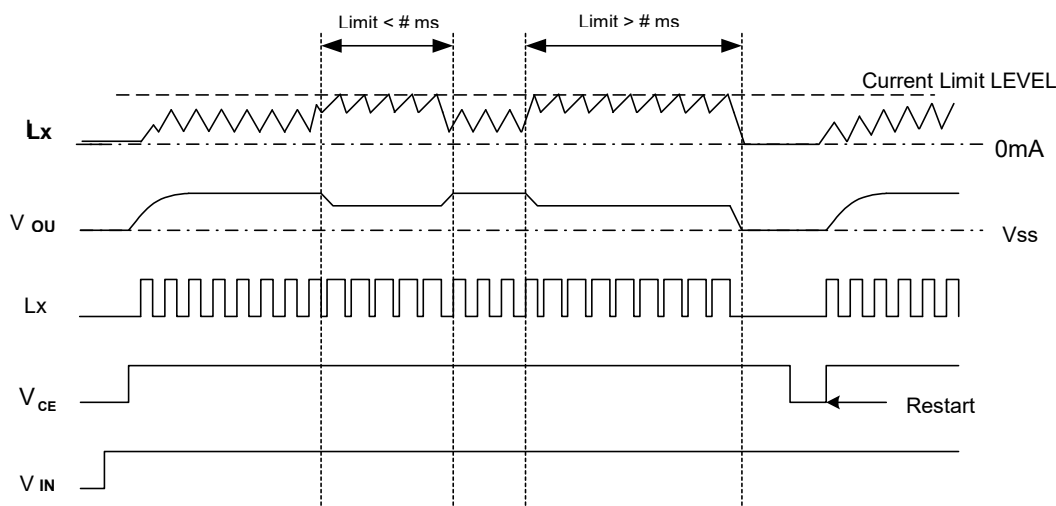 Limit < # ms
Limit > # ms
Current Limit LEVEL
ILx
0mA
V OU
Vss
Lx
V CE
Restart
V IN